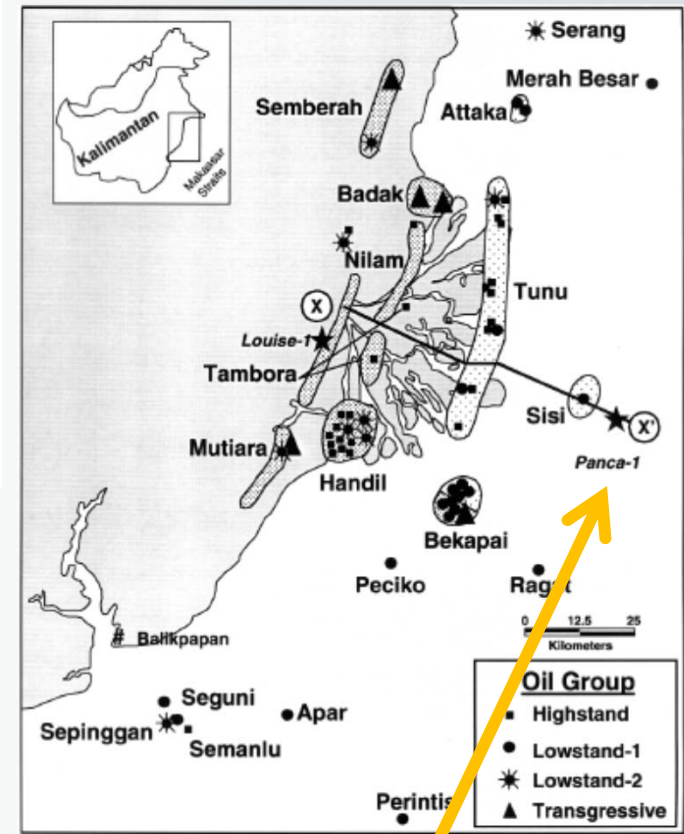 Serang
Merah Besar
Attaka
Semberah
Kalimantan
Makaasar
Straits
Badak
Nilam
Tunu
X
Louise-1
Tambora
Sisi
X'
Mutiara
Panca-1
Handil
Bekapai
Peciko
Ragat
0 12.5 25
Kilometers
# Balikpapan
Oil Group
Highstand
Lowstand-1
Lowstand-2
Transgressive
Seguni
Apar
Sepinggan
Semanlu
Perintis